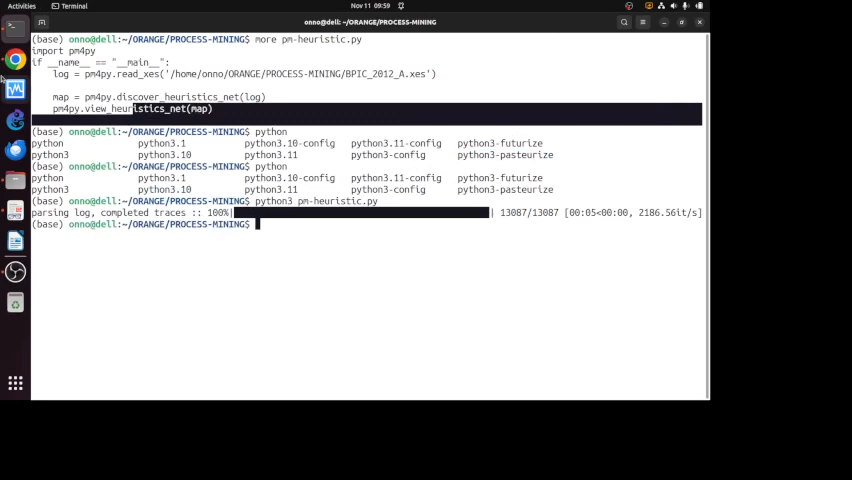 Activities
Terminal
Nov 11 09:59
onno@dell: ~/ORANGE/PROCESS-MINING
(base) onno@dell:~/ORANGE/PROCESS-MINING$ more pm-heuristic.py
import pm4py
if __name__ == "__main__":
    log = pm4py.read_xes('/home/onno/ORANGE/PROCESS-MINING/BPIC_2012_A.xes')
    map = pm4py.discover_heuristics_net(log)
    pm4py.view_heuristics_net(map)
(base) onno@dell:~/ORANGE/PROCESS-MINING$ python
python python3.1 python3.10-config python3.11-config python3-futurize
python3 python3.10 python3.11 python3-config python3-pasteurize
(base) onno@dell:~/ORANGE/PROCESS-MINING$ python
python python3.1 python3.10-config python3.11-config python3-futurize
python3 python3.10 python3.11 python3-config python3-pasteurize
(base) onno@dell:~/ORANGE/PROCESS-MINING$ python3 pm-heuristic.py
parsing log, completed traces :: 100%| | 13087/13087 [00:05<00:00, 2186.56it/s]
(base) onno@dell:~/ORANGE/PROCESS-MINING$